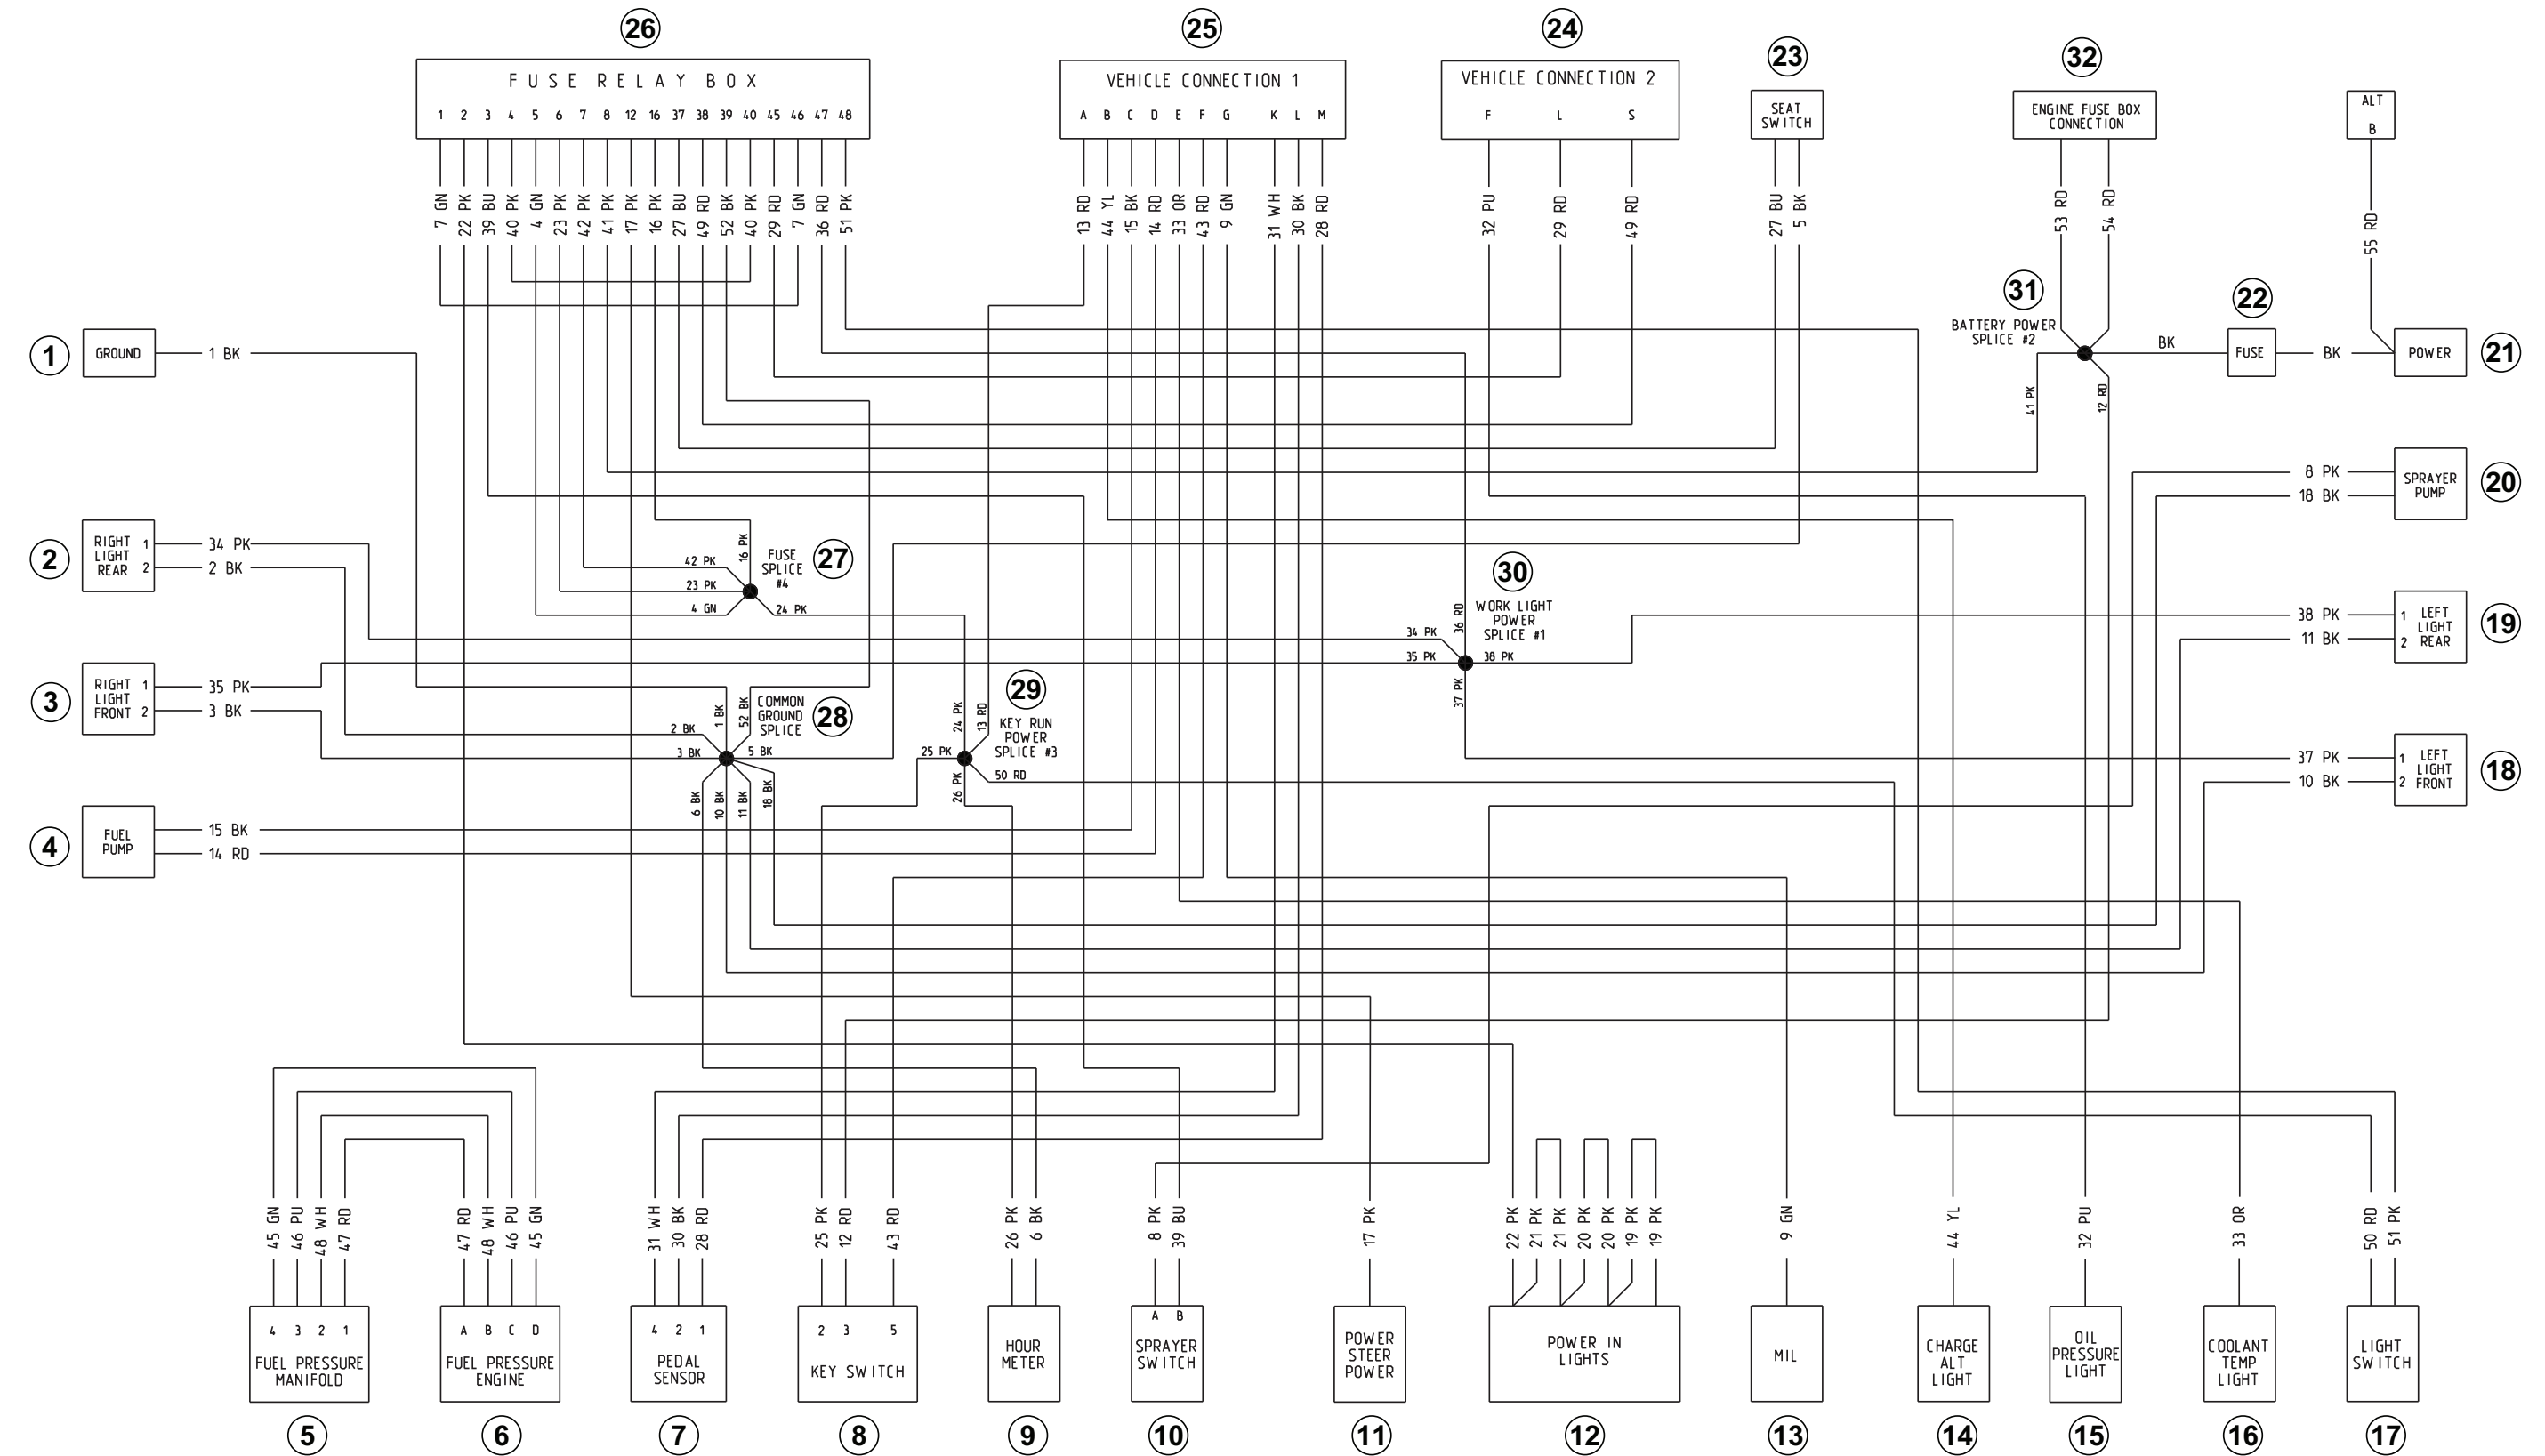 26
25
24
23
32
FUSE RELAY BOX
1 2 3 4 5 6 7 8 12 16 37 38 39 40 45 46 47 48
VEHICLE CONNECTION 1
A B C D E F G K L M
VEHICLE CONNECTION 2
F L S
SEAT
SWITCH
ENGINE FUSE BOX
CONNECTION
ALT
B
7 GN
22 PK
39 BU
40 PK
4 GN
23 PK
42 PK
41 PK
17 PK
16 PK
27 BU
49 RD
52 BK
40 PK
29 RD
7 GN
36 RD
51 PK
13 RD
44 YL
15 BK
14 RD
33 OR
43 RD
9 GN
31 WH
30 BK
28 RD
32 PU
29 RD
49 RD
27 BU
5 BK
53 RD
54 RD
55 RD
31
BATTERY POWER
SPLICE #2
22
1
GROUND
1 BK
BK
FUSE
BK
POWER
21
41 PK
12 RD
8 PK
18 BK
SPRAYER
PUMP
20
2
RIGHT
LIGHT
REAR
1
2
34 PK
2 BK
16 PK
42 PK
23 PK
4 GN
24 PK
FUSE
SPLICE
#4
27
30
WORK LIGHT
POWER
SPLICE #1
36 RD
34 PK
35 PK
38 PK
37 PK
38 PK
11 BK
1
2
LEFT
LIGHT
REAR
19
3
RIGHT
LIGHT
FRONT
1
2
35 PK
3 BK
1 BK
52 BK
COMMON
GROUND
SPLICE
28
2 BK
3 BK
5 BK
6 BK
10 BK
11 BK
18 BK
24 PK
13 RD
29
KEY RUN
POWER
SPLICE #3
25 PK
26 PK
50 RD
37 PK
10 BK
1
2
LEFT
LIGHT
FRONT
18
4
FUEL
PUMP
15 BK
14 RD
45 GN
46 PU
48 WH
47 RD
47 RD
48 WH
46 PU
45 GN
31 WH
30 BK
28 RD
25 PK
12 RD
43 RD
26 PK
6 BK
8 PK
39 BU
17 PK
22 PK
21 PK
21 PK
20 PK
20 PK
19 PK
19 PK
9 GN
44 YL
32 PU
33 OR
50 RD
51 PK
4 3 2 1
FUEL PRESSURE
MANIFOLD
A B C D
FUEL PRESSURE
ENGINE
4 2 1
PEDAL
SENSOR
2 3 5
KEY SWITCH
HOUR
METER
A B
SPRAYER
SWITCH
POWER
STEER
POWER
POWER IN
LIGHTS
MIL
CHARGE
ALT
LIGHT
OIL
PRESSURE
LIGHT
COOLANT
TEMP
LIGHT
LIGHT
SWITCH
5
6
7
8
9
10
11
12
13
14
15
16
17